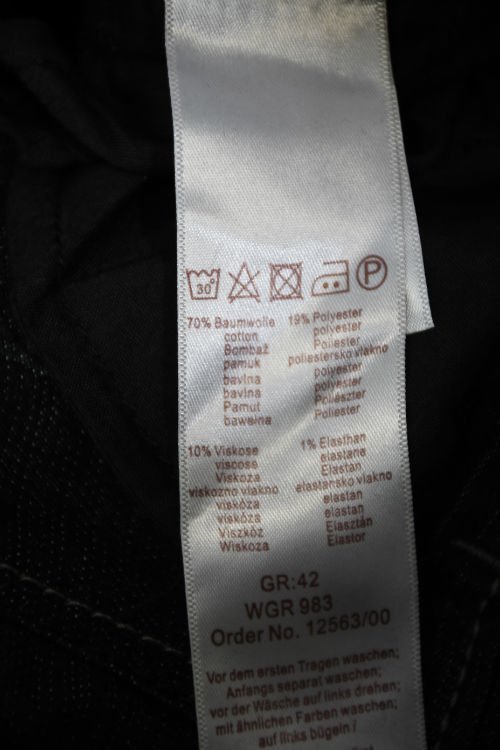 30°
P
70% Baumwolle 19% Polyester
cotton polyester
Bombaž Poliester
pamuk poliestersko vlakno
bavlna polyester
bavlna polyester
Pamut Poliészter
bawełna Poliester
10% Viskose 1% Elasthan
viscose elastane
Viskoza Elastan
viskozno vlakno elastansko vlakno
viskóza elastan
viskóza elastan
Viszkóz Elasztán
Wiskoza Elastor
GR:42
WGR 983
Order No. 12563/00
Vor dem ersten Tragen waschen;
Anfangs separat waschen;
vor der Wäsche auf links drehen;
mit ähnlichen Farben waschen;
auf links bügeln /